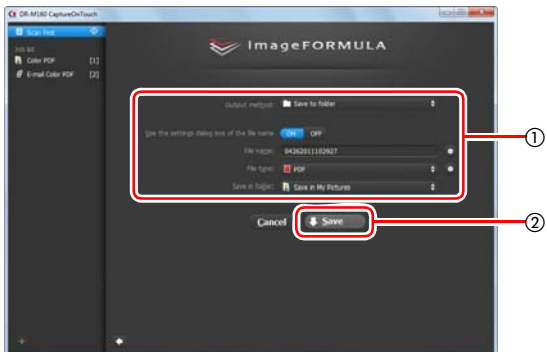 DR-M160 CaptureOnTouch
Scan First
Job list
Color PDF [1]
E-mail Color PDF [2]
imageFORMULA
Output method: Save to folder
Use the settings dialog box of the file name ON OFF
File name: 04262011102927
File type: PDF
Save in folder: Save in My Pictures
Cancel Save
①
②